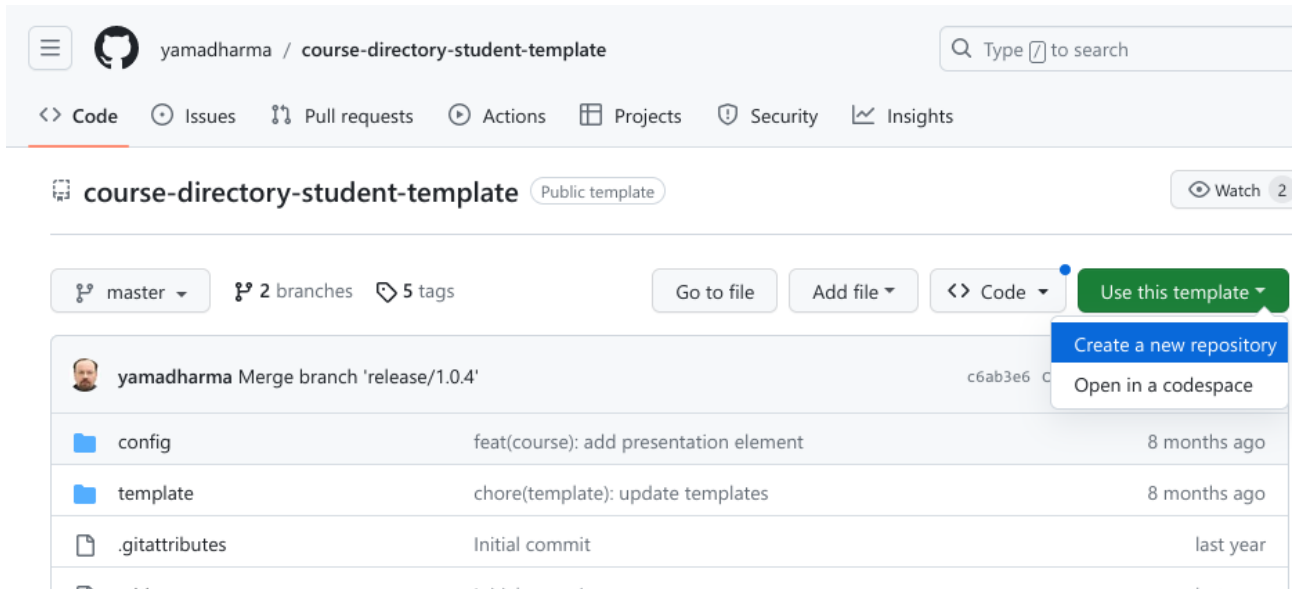 yamadharma / course-directory-student-template
Type / to search
Code Issues Pull requests Actions Projects Security Insights
course-directory-student-template Public template
Watch 2
master 2 branches 5 tags Go to file Add file Code Use this template
Create a new repository
yamadharma Merge branch 'release/1.0.4' c6ab3e6
Open in a codespace
config feat(course): add presentation element 8 months ago
template chore(template): update templates 8 months ago
.gitattributes Initial commit last year